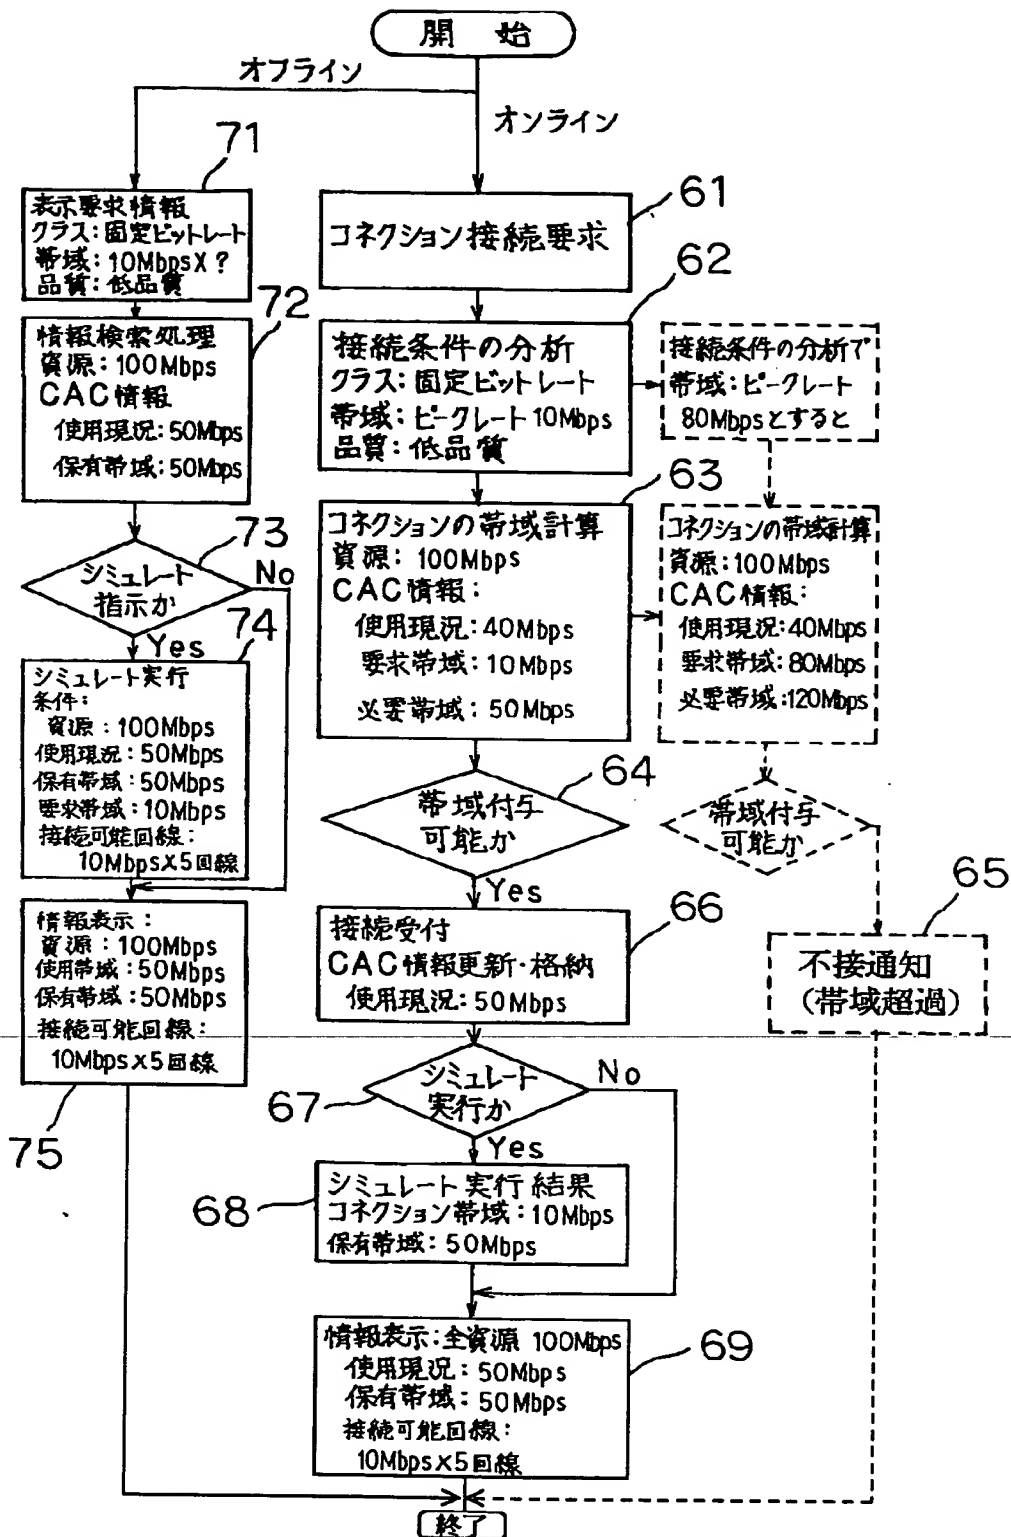 開 始
オフライン
オンライン
71
表示要求情報
クラス:固定ビットレート
帯域:10Mbps×?
品質:低品質
72
情報検索処理
資源:100Mbps
CAC情報
使用現況:50Mbps
保有帯域:50Mbps
73
シミュレート
指示か
No
Yes
74
シミュレート実行
条件:
資源:100Mbps
使用現況:50Mbps
保有帯域:50Mbps
要求帯域:10Mbps
接続可能回線:
10Mbps×5回線
情報表示:
資源:100Mbps
使用帯域:50Mbps
保有帯域:50Mbps
接続可能回線:
10Mbps×5回線
75
61
コネクション接続要求
62
接続条件の分析
クラス:固定ビットレート
帯域:ピークレート10Mbps
品質:低品質
63
コネクションの帯域計算
資源:100Mbps
CAC情報:
使用現況:40Mbps
要求帯域:10Mbps
必要帯域:50Mbps
64
帯域付与
可能か
Yes
66
接続受付
CAC情報更新・格納
使用現況:50Mbps
67
シミュレート
実行か
No
Yes
68
シミュレート実行結果
コネクション帯域:10Mbps
保有帯域:50Mbps
69
情報表示:全資源 100Mbps
使用現況:50Mbps
保有帯域:50Mbps
接続可能回線:
10Mbps×5回線
接続条件の分析で
帯域:ピークレート
80Mbpsとすると
コネクションの帯域計算
資源:100Mbps
CAC情報:
使用現況:40Mbps
要求帯域:80Mbps
必要帯域:120Mbps
帯域付与
可能か
65
不接通知
(帯域超過)
終了